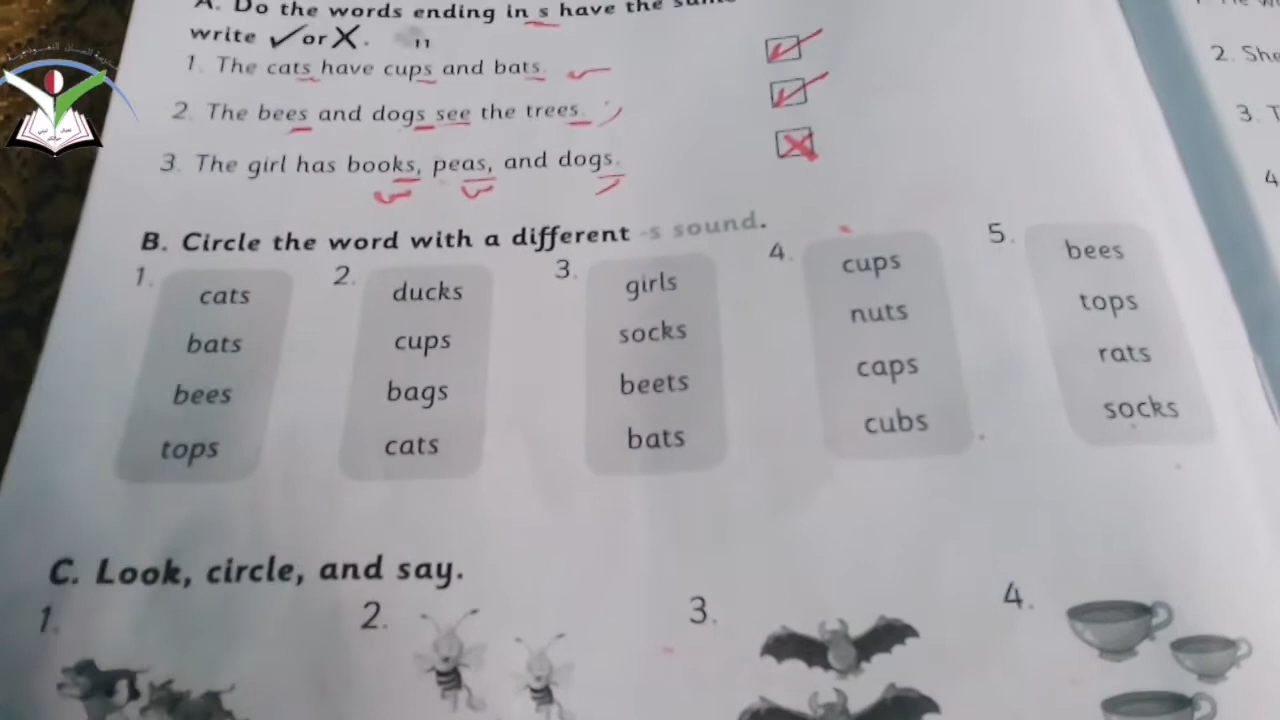 A. Do the words ending in s have the
write ✓ or X.
1. The cats have cups and bats.
2. The bees and dogs see the trees.
3. The girl has books, peas, and dogs.
B. Circle the word with a different -s sound.
1.
cats
bats
bees
tops
2.
ducks
cups
bags
cats
3.
girls
socks
beets
bats
4.
cups
nuts
caps
cubs
5.
bees
tops
rats
socks
C. Look, circle, and say.
1.
2.
3.
4.
2. She
3.
4